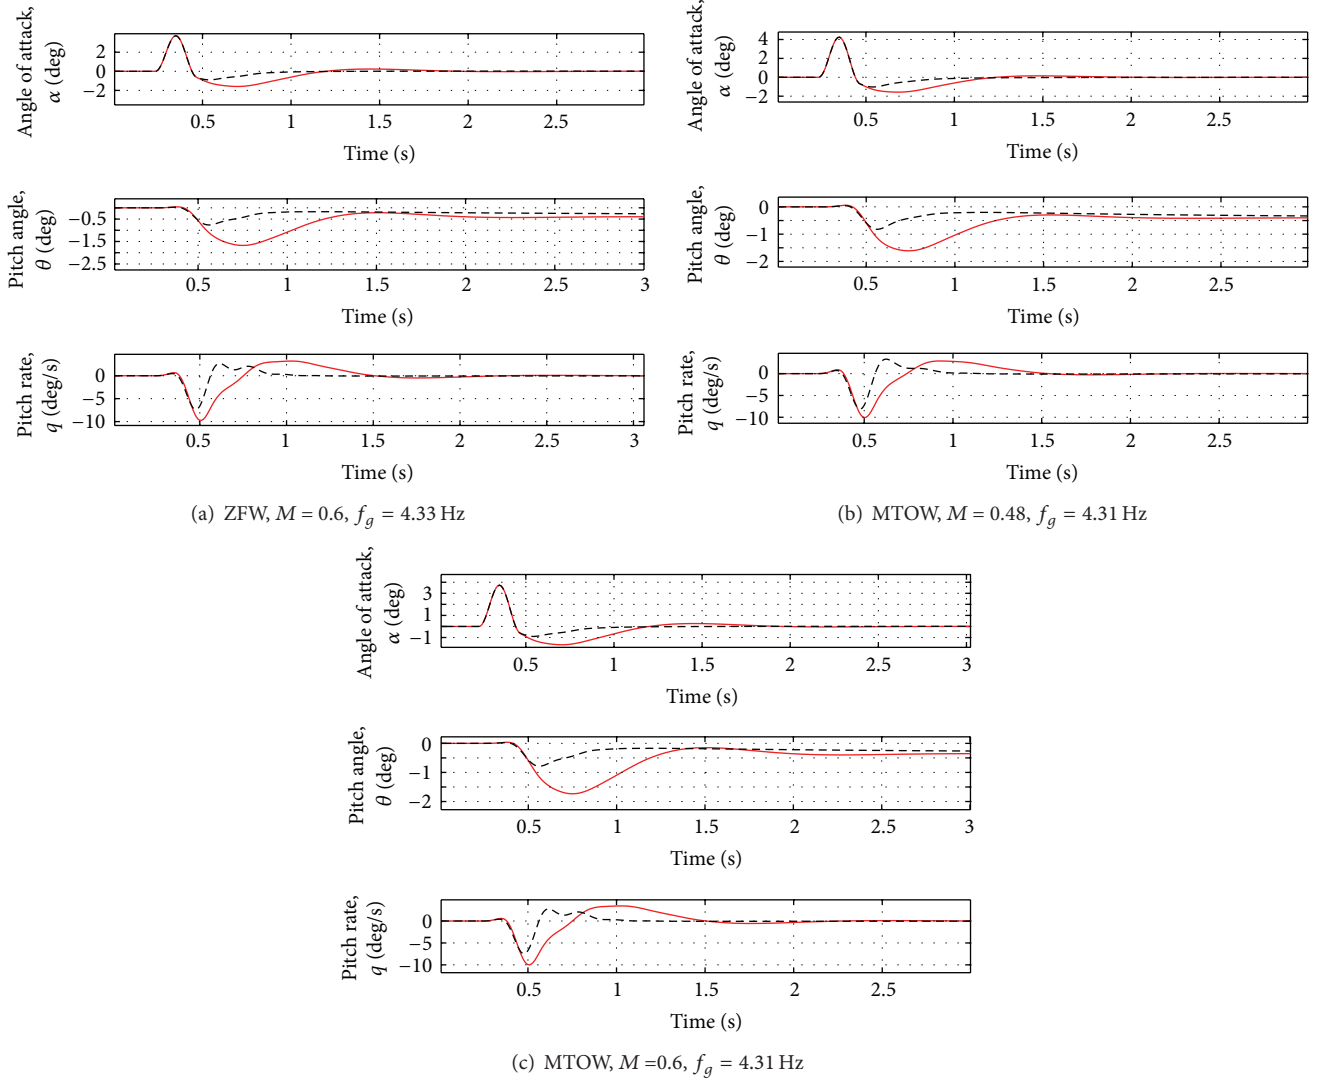 Angle of attack,
α (deg)
2
0
−2
0.5 1 1.5 2 2.5
Time (s)
Pitch angle,
θ (deg)
−0.5
−1.5
−2.5
0.5 1 1.5 2 2.5 3
Time (s)
Pitch rate,
q (deg/s)
0
−5
−10
0.5 1 1.5 2 2.5 3
Time (s)
(a) ZFW, M = 0.6, f_g = 4.33 Hz
Angle of attack,
α (deg)
4
2
0
−2
0.5 1 1.5 2 2.5
Time (s)
Pitch angle,
θ (deg)
0
−1
−2
0.5 1 1.5 2 2.5
Time (s)
Pitch rate,
q (deg/s)
0
−5
−10
0.5 1 1.5 2 2.5
Time (s)
(b) MTOW, M = 0.48, f_g = 4.31 Hz
Angle of attack,
α (deg)
3
1
−1
0.5 1 1.5 2 2.5 3
Time (s)
Pitch angle,
θ (deg)
0
−1
−2
0.5 1 1.5 2 2.5 3
Time (s)
Pitch rate,
q (deg/s)
0
−5
−10
0.5 1 1.5 2 2.5
Time (s)
(c) MTOW, M =0.6, f_g = 4.31 Hz